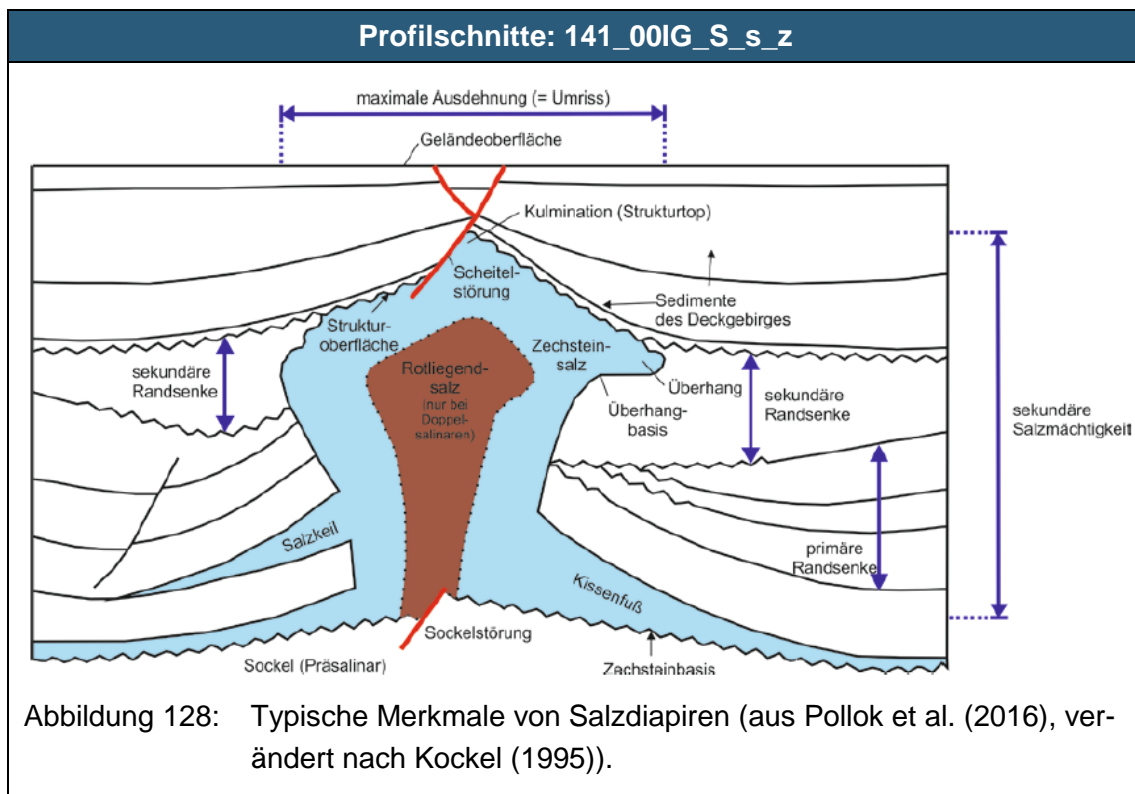 Profilschnitte: 141_00IG_S_s_z
maximale Ausdehnung (= Umriss)
Geländeoberfläche
Kulmination (Strukturtop)
Scheitel-
störung
Sedimente
des Deckgebirges
Struktur-
oberfläche
Zechstein-
salz
sekundäre
Randsenke
Rotliegend-
salz
(nur bei
Doppel-
salinaren)
Überhang
Überhang-
basis
sekundäre
Randsenke
sekundäre
Salzmächtigkeit
Salzkeil
primäre
Randsenke
Kissenfuß
Sockelstörung
Sockel (Präsalinar)
Zechsteinbasis
Abbildung 128: Typische Merkmale von Salzdiapiren (aus Pollok et al. (2016), ver-
ändert nach Kockel (1995)).